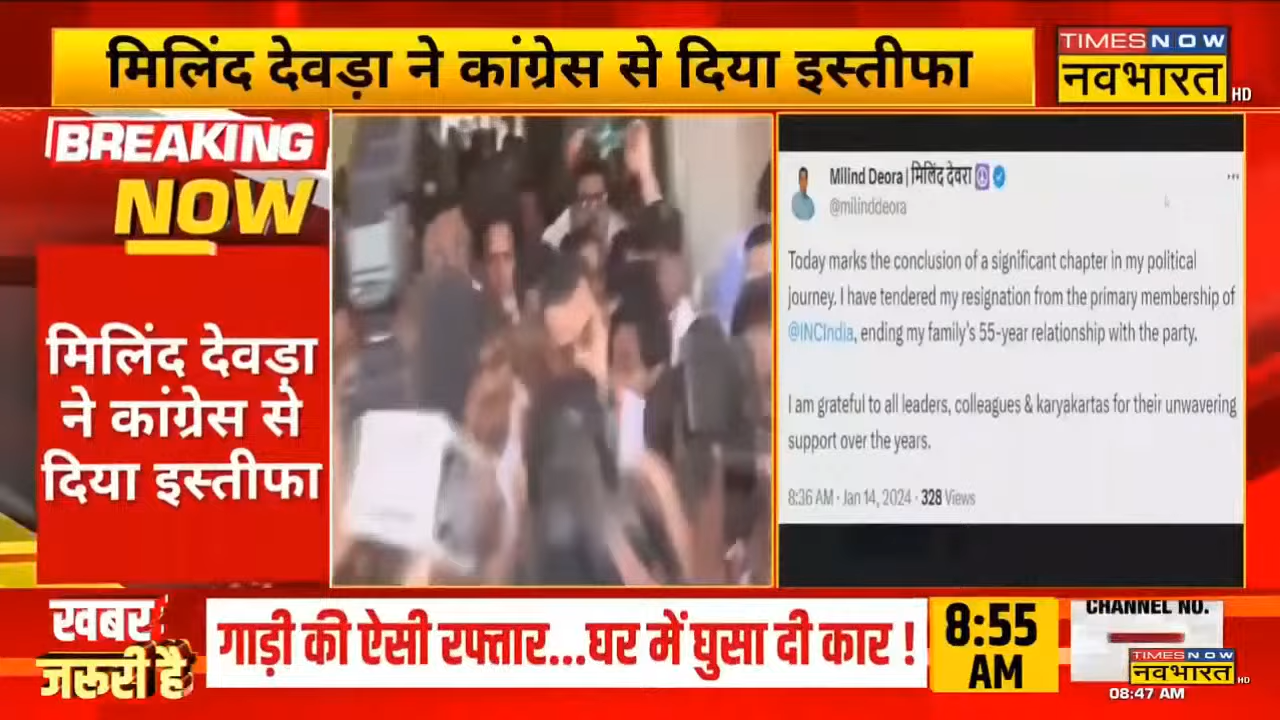 मिलिंद देवड़ा ने कांग्रेस से दिया इस्तीफा
TIMES NOW
नवभारत
HD
BREAKING
NOW
मिलिंद देवड़ा
ने कांग्रेस से
दिया इस्तीफा
Milind Deora | मिलिंद देवरा
@milinddeora
Today marks the conclusion of a significant chapter in my political
journey. I have tendered my resignation from the primary membership of
@INCIndia, ending my family's 55-year relationship with the party.
I am grateful to all leaders, colleagues & karyakartas for their unwavering
support over the years.
8:36 AM · Jan 14, 2024 · 328 Views
खबर
जरूरी है
गाड़ी की ऐसी रफ्तार...घर में घुसा दी कार !
8:55
AM
CHANNEL NO.
TIMES NOW
नवभारत
HD
08:47 AM